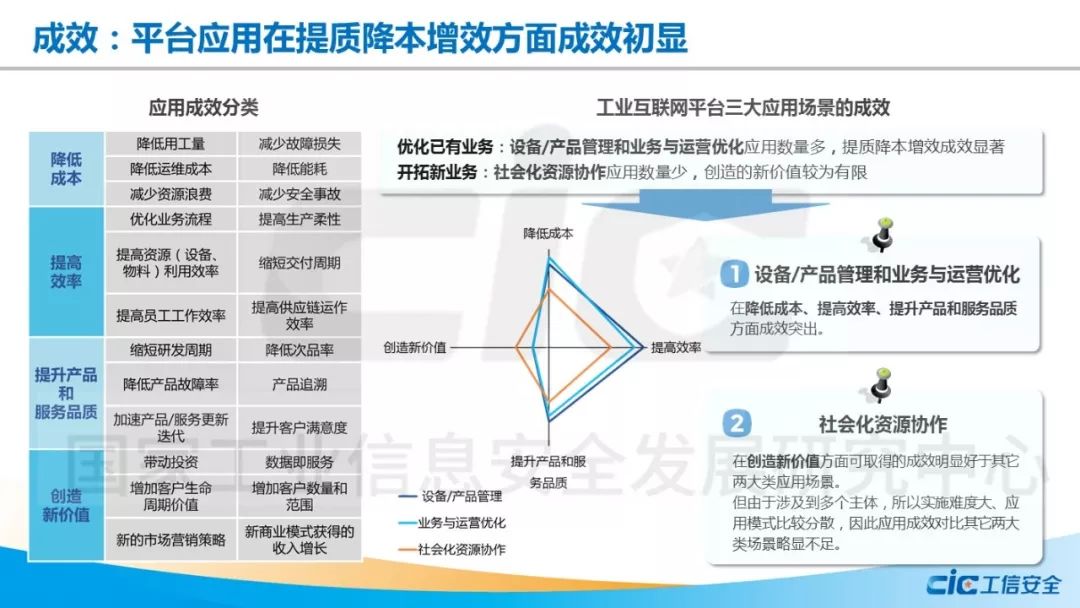 成效：平台应用在提质降本增效方面成效初显
应用成效分类
降低
成本
降低用工量
减少故障损失
降低运维成本
降低能耗
减少资源浪费
减少安全事故
提高
效率
优化业务流程
提高生产柔性
提高资源（设备、
物料）利用效率
缩短交付周期
提高员工工作效率
提高供应链运作
效率
提升产品
和
服务品质
缩短研发周期
降低次品率
降低产品故障率
产品追溯
加速产品/服务更新
迭代
提升客户满意度
创造
新价值
带动投资
数据即服务
增加客户生命
周期价值
增加客户数量和
范围
新的市场营销策略
新商业模式获得的
收入增长
工业互联网平台三大应用场景的成效
优化已有业务：设备/产品管理和业务与运营优化应用数量多，提质降本增效成效显著
开拓新业务：社会化资源协作应用数量少，创造的新价值较为有限
降低成本
创造新价值
提高效率
提升产品和服
务品质
设备/产品管理
业务与运营优化
社会化资源协作
1 设备/产品管理和业务与运营优化
在降低成本、提高效率、提升产品和服务品质
方面成效突出。
2 社会化资源协作
在创造新价值方面可取得的成效明显好于其它
两大类应用场景。
但由于涉及到多个主体，所以实施难度大、应
用模式比较分散，因此应用成效对比其它两大
类场景略显不足。
CIC
国家工业信息安全发展研究中心
CIC工信安全